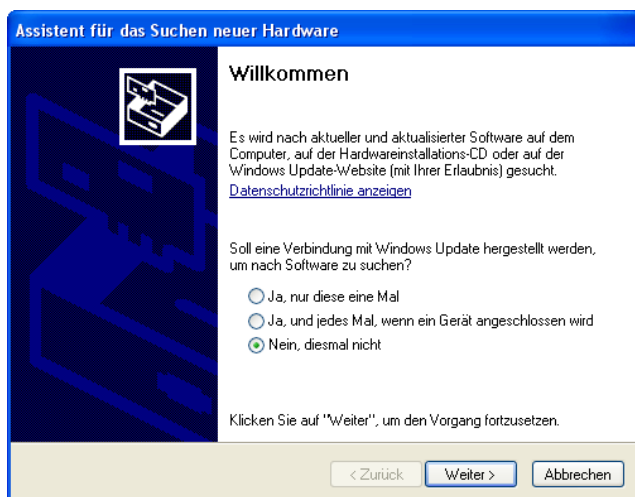 Assistent für das Suchen neuer Hardware
Willkommen
Es wird nach aktueller und aktualisierter Software auf dem
Computer, auf der Hardwareinstallations-CD oder auf der
Windows Update-Website (mit Ihrer Erlaubnis) gesucht.
Datenschutzrichtlinie anzeigen
Soll eine Verbindung mit Windows Update hergestellt werden,
um nach Software zu suchen?
Ja, nur diese eine Mal
Ja, und jedes Mal, wenn ein Gerät angeschlossen wird
Nein, diesmal nicht
Klicken Sie auf "Weiter", um den Vorgang fortzusetzen.
< Zurück Weiter > Abbrechen